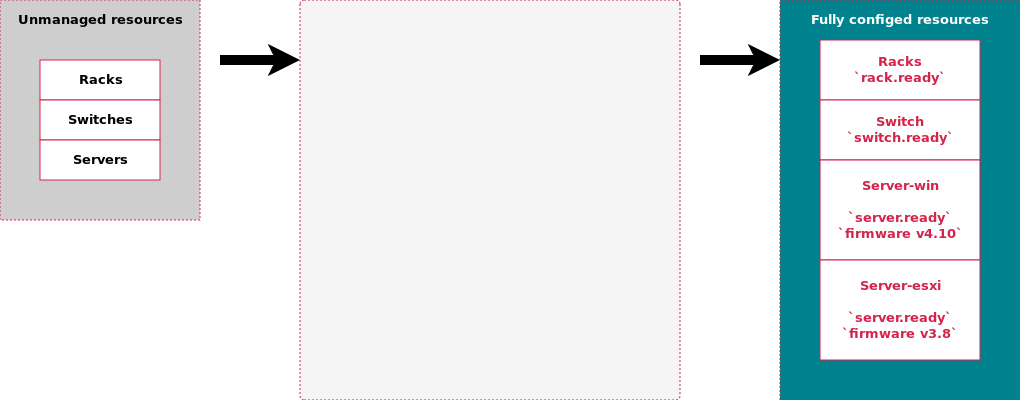 Unmanaged resources
Racks
Switches
Servers
Fully configed resources
Racks
`rack.ready`
Switch
`switch.ready`
Server-win
`server.ready`
`firmware v4.10`
Server-esxi
`server.ready`
`firmware v3.8`